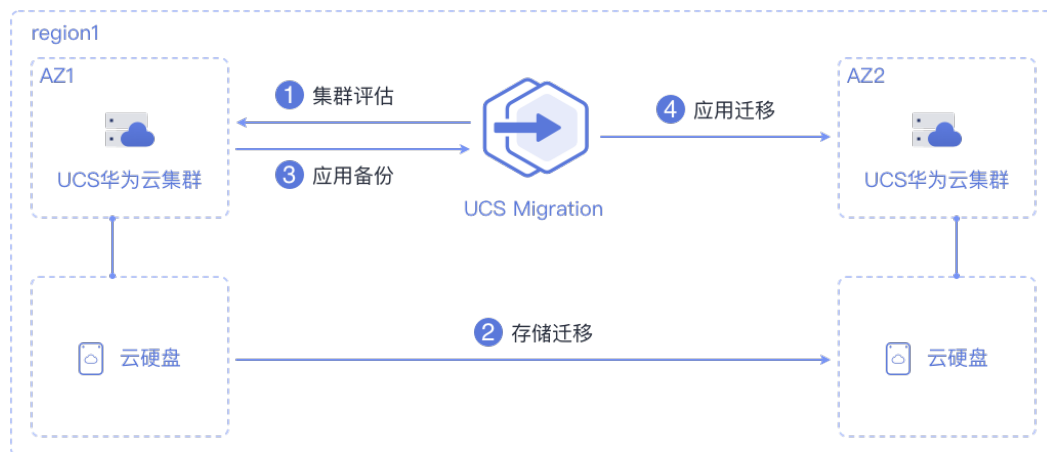 region1
AZ1
AZ2
1 集群评估
4 应用迁移
UCS华为云集群
3 应用备份
UCS华为云集群
UCS Migration
2 存储迁移
云硬盘
云硬盘